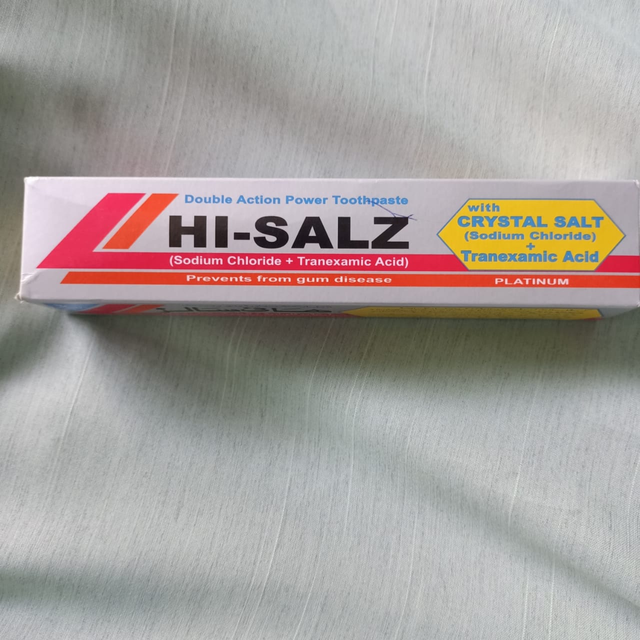 Double Action Power Toothpaste
HI-SALZ
(Sodium Chloride + Tranexamic Acid)
Prevents from gum disease
with
CRYSTAL SALT
(Sodium Chloride)
+
Tranexamic Acid
PLATINUM